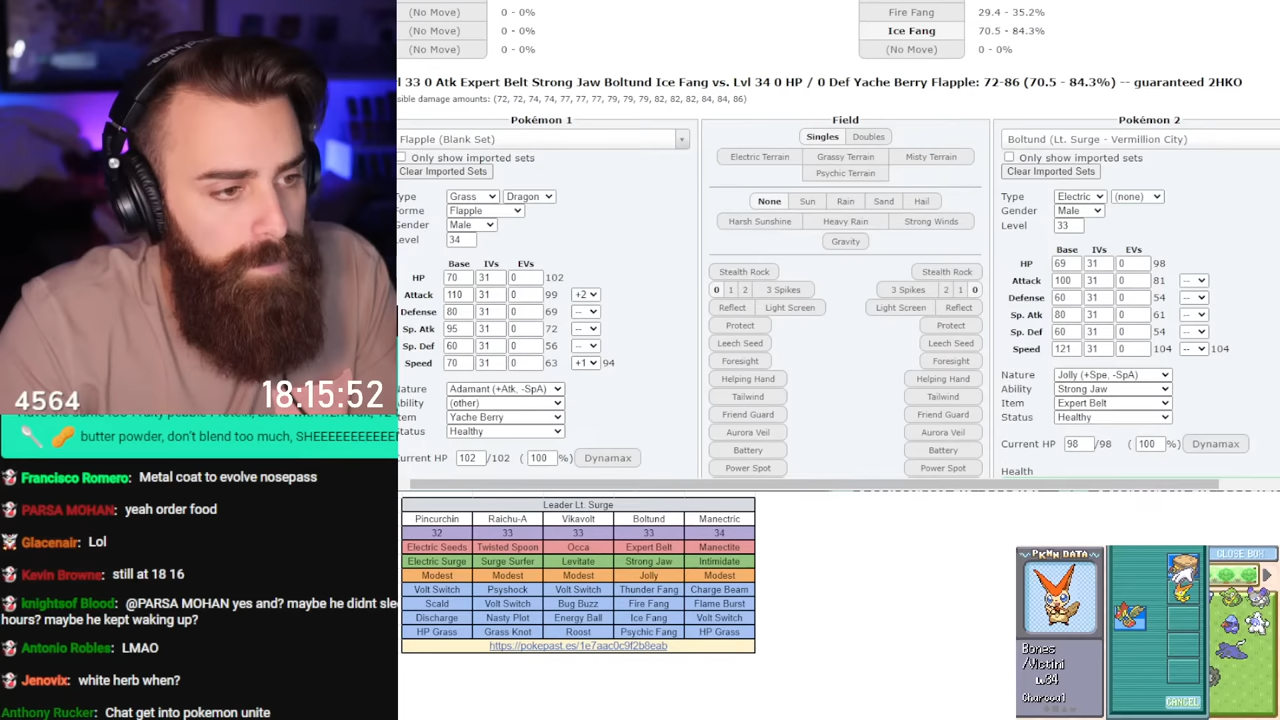 (No Move) 0 - 0%
(No Move) 0 - 0%
(No Move) 0 - 0%
Fire Fang 29.4 - 35.2%
Ice Fang 70.5 - 84.3%
(No Move) 0 - 0%
l 33 0 Atk Expert Belt Strong Jaw Boltund Ice Fang vs. Lvl 34 0 HP / 0 Def Yache Berry Flapple: 72-86 (70.5 - 84.3%) -- guaranteed 2HKO
sible damage amounts: (72, 72, 74, 74, 77, 77, 77, 79, 79, 79, 82, 82, 82, 84, 84, 86)
Pokémon 1
Flapple (Blank Set)
Only show imported sets
Clear Imported Sets
Type Grass Dragon
Forme Flapple
Gender Male
Level 34
Base IVs EVs
HP 70 31 0 102
Attack 110 31 0 99 +2
Defense 80 31 0 69 --
Sp. Atk 95 31 0 72 --
Sp. Def 60 31 0 56 --
Speed 70 31 0 63 +1 94
Nature Adamant (+Atk, -SpA)
Ability (other)
Item Yache Berry
Status Healthy
Current HP 102 /102 ( 100 %) Dynamax
Field
Singles Doubles
Electric Terrain Grassy Terrain Misty Terrain
Psychic Terrain
None Sun Rain Sand Hail
Harsh Sunshine Heavy Rain Strong Winds
Gravity
Stealth Rock Stealth Rock
0 1 2 3 Spikes 3 Spikes 2 1 0
Reflect Light Screen Light Screen Reflect
Protect Protect
Leech Seed Leech Seed
Foresight Foresight
Helping Hand Helping Hand
Tailwind Tailwind
Friend Guard Friend Guard
Aurora Veil Aurora Veil
Battery Battery
Power Spot Power Spot
Pokémon 2
Boltund (Lt. Surge - Vermillion City)
Only show imported sets
Clear Imported Sets
Type Electric (none)
Gender Male
Level 33
Base IVs EVs
HP 69 31 0 98
Attack 100 31 0 81 --
Defense 60 31 0 54 --
Sp. Atk 80 31 0 61 --
Sp. Def 60 31 0 54 --
Speed 121 31 0 104 -- 104
Nature Jolly (+Spe, -SpA)
Ability Strong Jaw
Item Expert Belt
Status Healthy
Current HP 98 /98 ( 100 %) Dynamax
Health
4564
18:15:52
butter powder, don't blend too much, SHEEEEEEEEEEE
Francisco Romero: Metal coat to evolve nosepass
PARSA MOHAN: yeah order food
Glacenair: Lol
Kevin Browne: still at 18 16
knightsof Blood: @PARSA MOHAN yes and? maybe he didnt sle
hours? maybe he kept waking up?
Antonio Robles: LMAO
Jenovix: white herb when?
Anthony Rucker: Chat get into pokemon unite
Leader Lt. Surge
Pincurchin Raichu-A Vikavolt Boltund Manectric
32 33 33 33 34
Electric Seeds Twisted Spoon Occa Expert Belt Manectite
Electric Surge Surge Surfer Levitate Strong Jaw Intimidate
Modest Modest Modest Jolly Modest
Volt Switch Psyshock Volt Switch Thunder Fang Charge Beam
Scald Volt Switch Bug Buzz Fire Fang Flame Burst
Discharge Nasty Plot Energy Ball Ice Fang Volt Switch
HP Grass Grass Knot Roost Psychic Fang HP Grass
https://pokepast.es/1e7aac0c9f2b8eab
PKMN DATA
Bones
/Victini
Lv34
Charcoal
CANCEL
CLOSE BOX